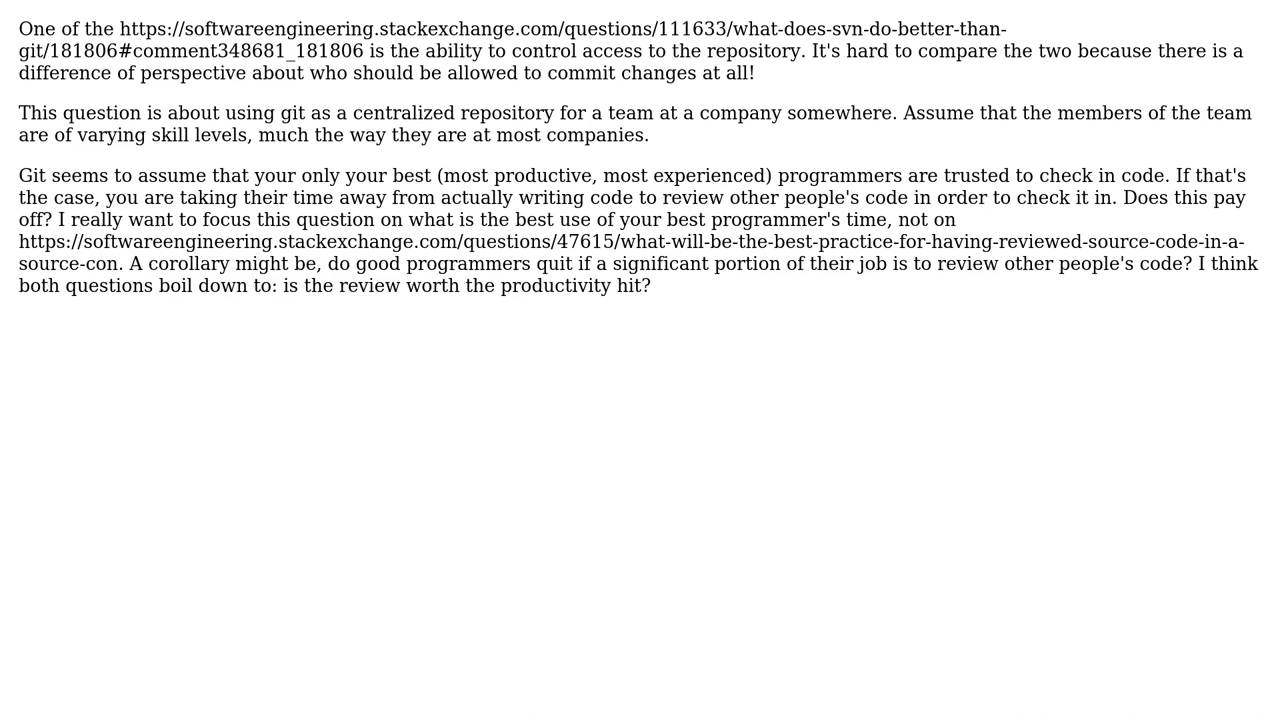 One of the https://softwareengineering.stackexchange.com/questions/111633/what-does-svn-do-better-than-
git/181806#comment348681_181806 is the ability to control access to the repository. It's hard to compare the two because there is a
difference of perspective about who should be allowed to commit changes at all!
This question is about using git as a centralized repository for a team at a company somewhere. Assume that the members of the team
are of varying skill levels, much the way they are at most companies.
Git seems to assume that your only your best (most productive, most experienced) programmers are trusted to check in code. If that's
the case, you are taking their time away from actually writing code to review other people's code in order to check it in. Does this pay
off? I really want to focus this question on what is the best use of your best programmer's time, not on
https://softwareengineering.stackexchange.com/questions/47615/what-will-be-the-best-practice-for-having-reviewed-source-code-in-a-
source-con. A corollary might be, do good programmers quit if a significant portion of their job is to review other people's code? I think
both questions boil down to: is the review worth the productivity hit?